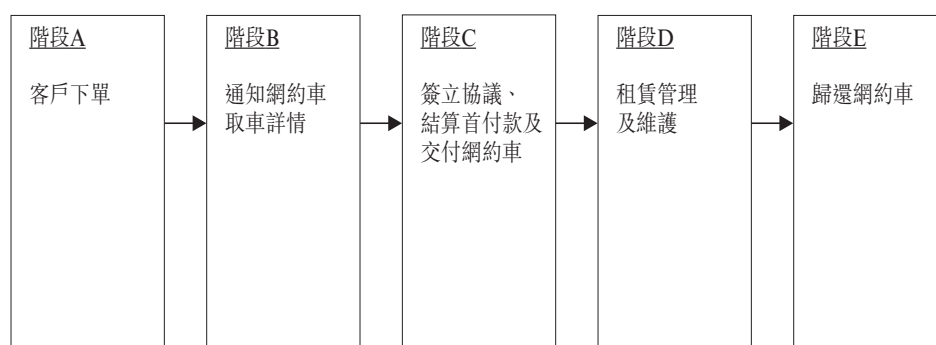 階段A
客戶下單
階段B
通知網約車
取車詳情
階段C
簽立協議、
結算首付款及
交付網約車
階段D
租賃管理
及維護
階段E
歸還網約車